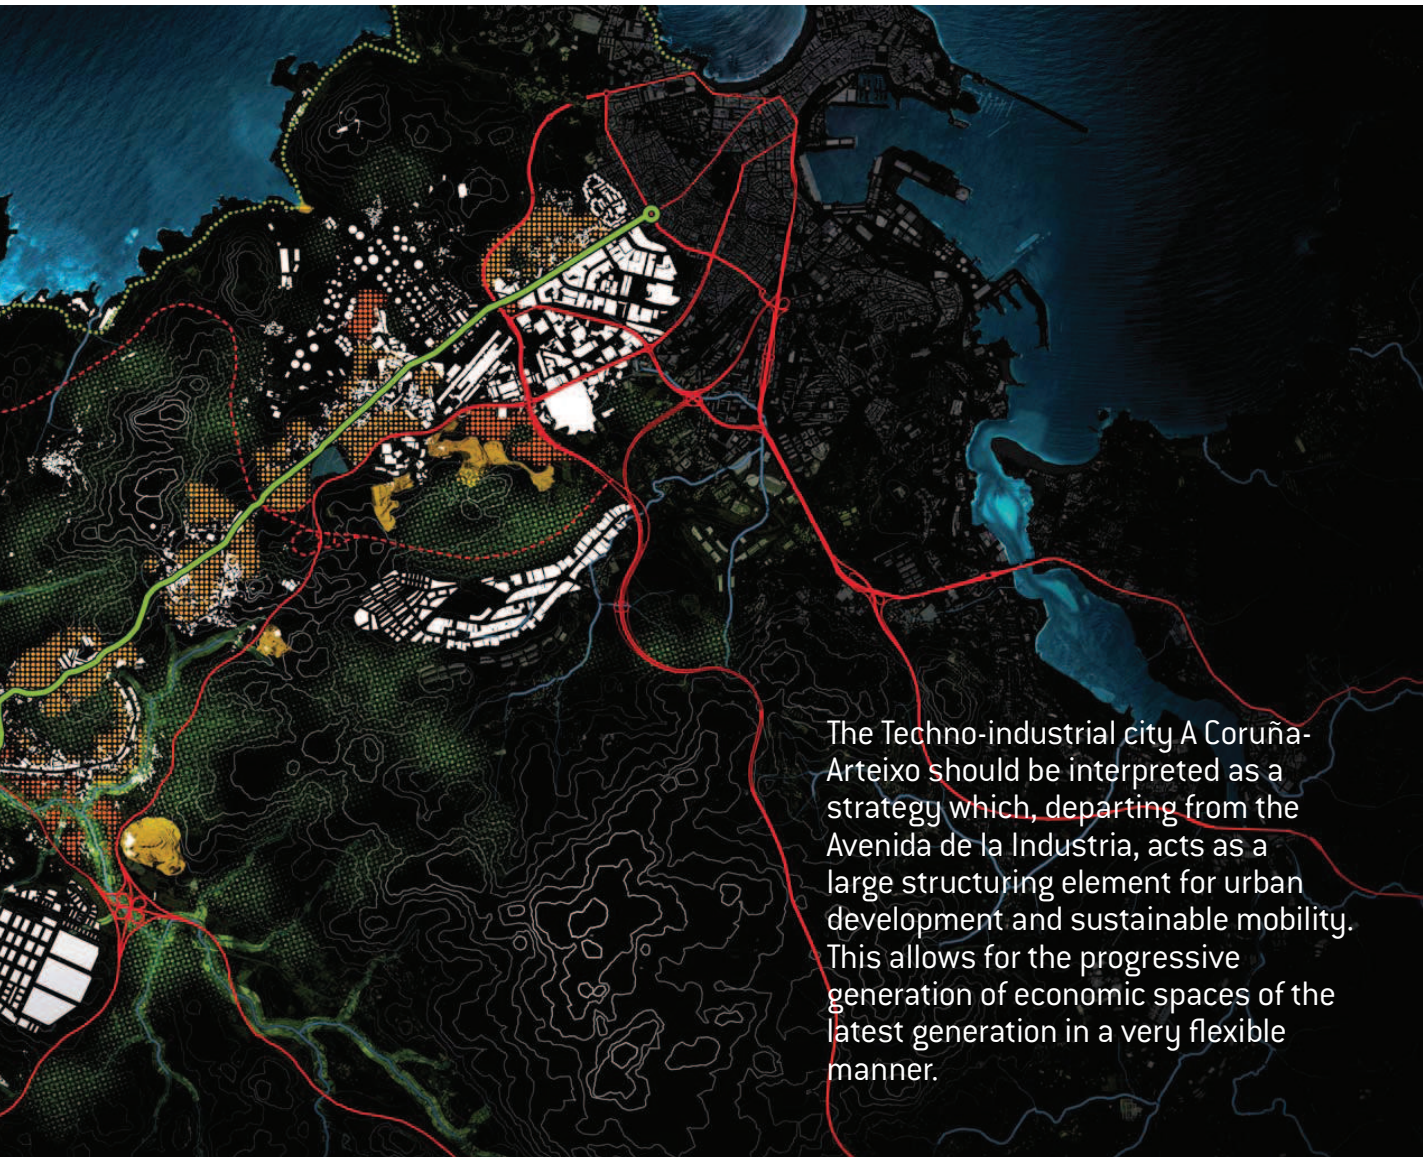 The Techno-industrial city A Coruña-
Arteixo should be interpreted as a
strategy which, departing from the
Avenida de la Industria, acts as a
large structuring element for urban
development and sustainable mobility.
This allows for the progressive
generation of economic spaces of the
latest generation in a very flexible
manner.